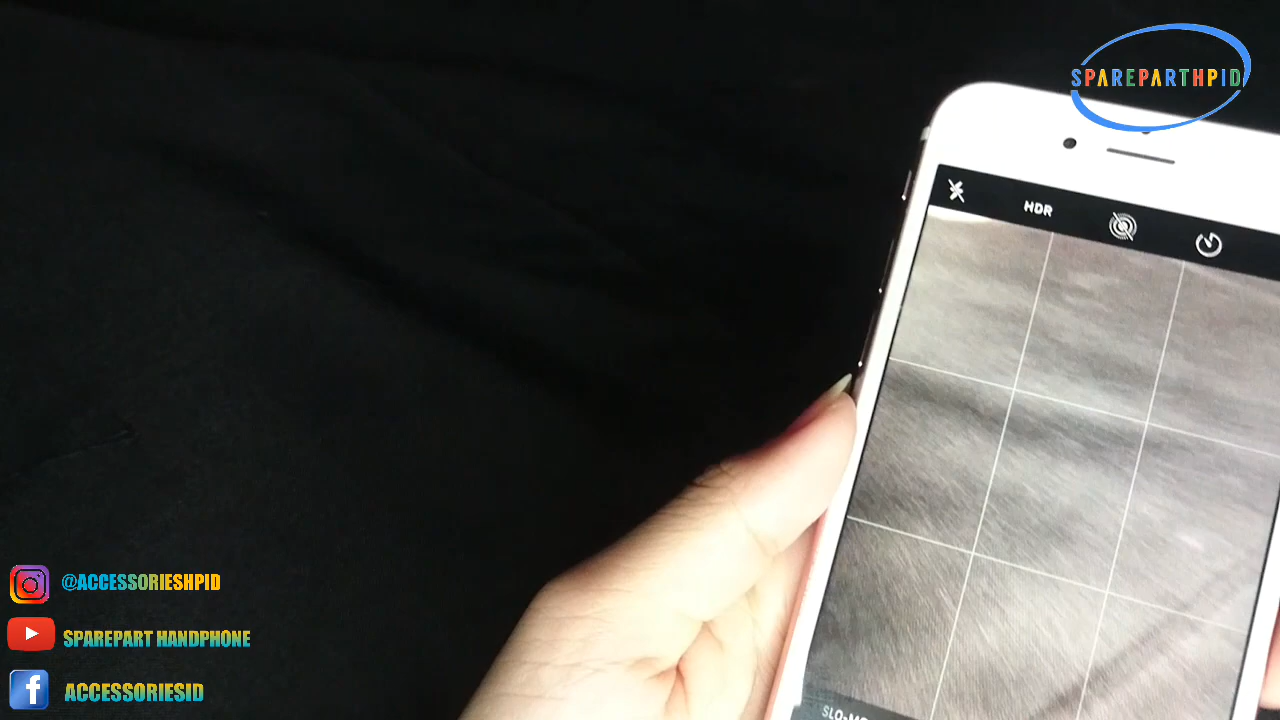 SPAREPARTHPID
HDR
@ACCESSORIESHPID
SPAREPART HANDPHONE
ACCESSORIESID